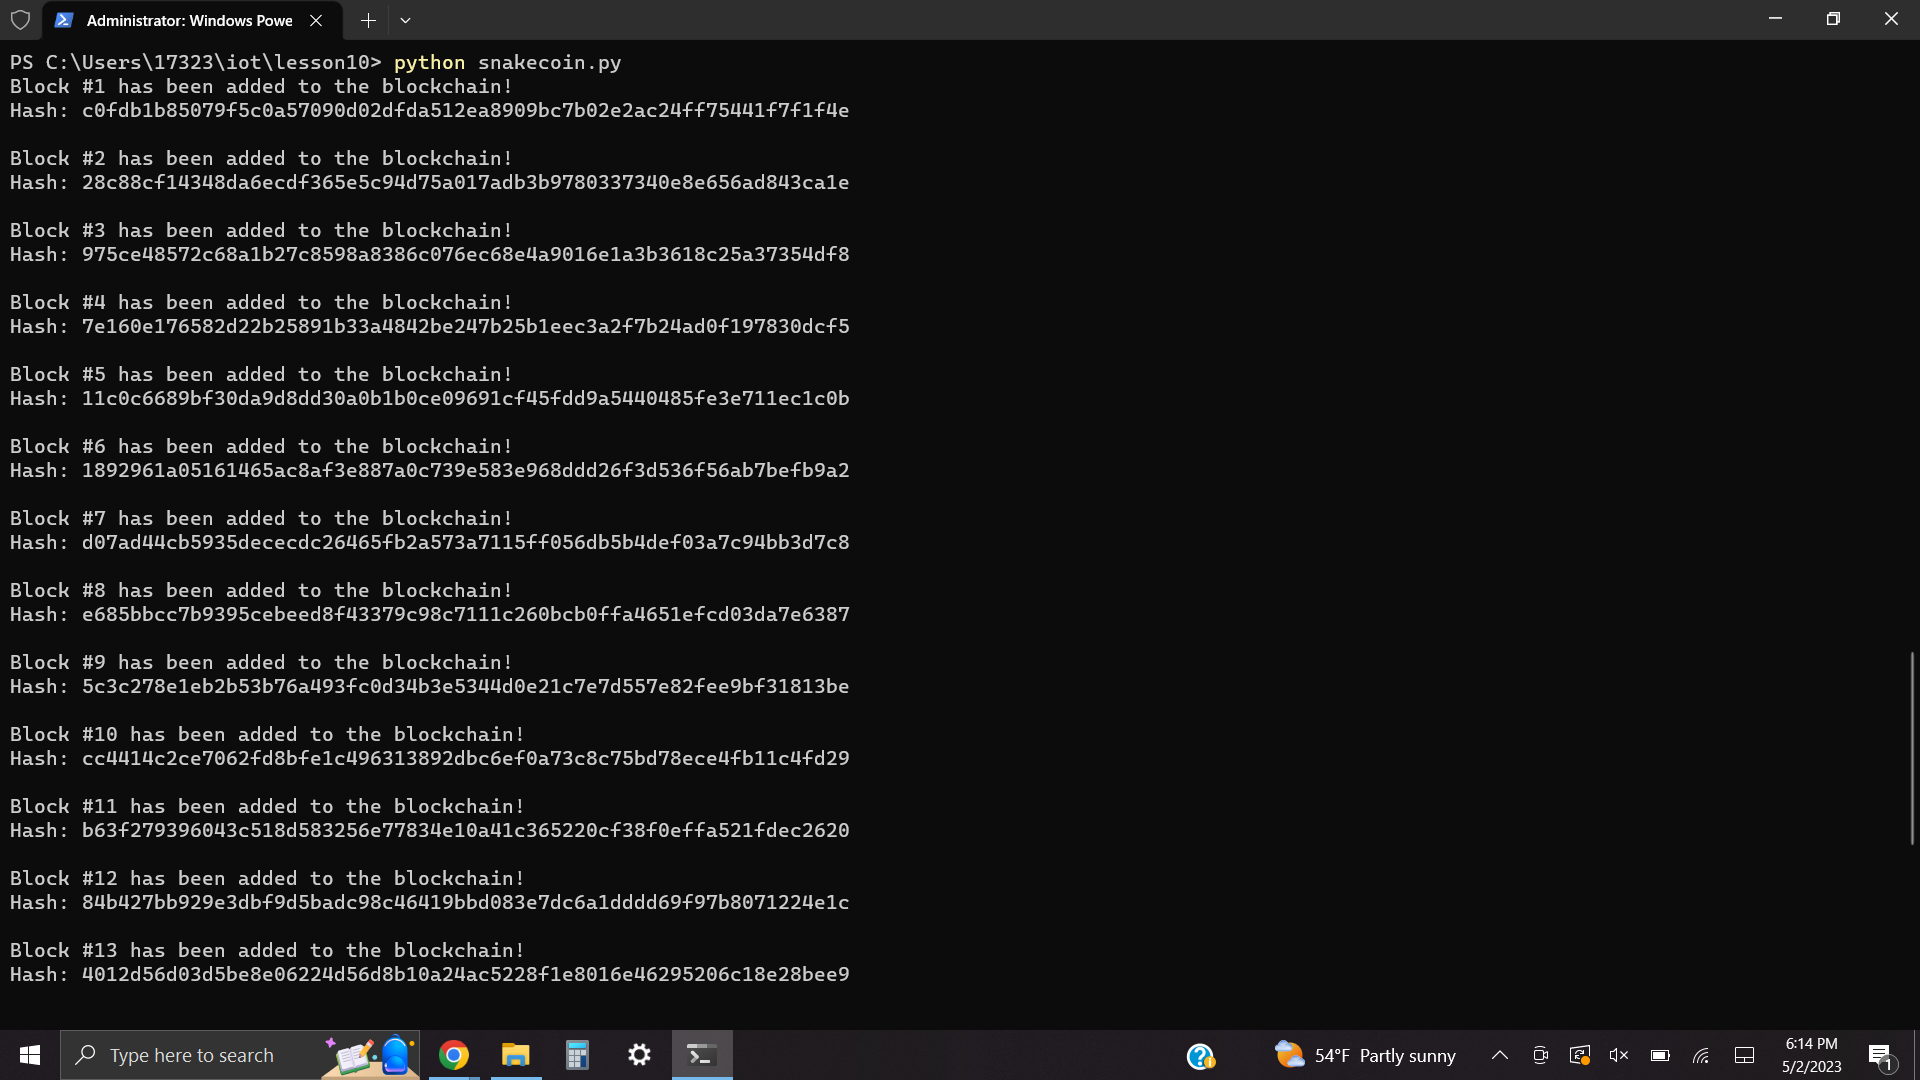 Administrator: Windows Powe
PS C:\Users\17323\iot\lesson10> python snakecoin.py
Block #1 has been added to the blockchain!
Hash: c0fdb1b85079f5c0a57090d02dfda512ea8909bc7b02e2ac24ff75441f7f1f4e
Block #2 has been added to the blockchain!
Hash: 28c88cf14348da6ecdf365e5c94d75a017adb3b9780337340e8e656ad843ca1e
Block #3 has been added to the blockchain!
Hash: 975ce48572c68a1b27c8598a8386c076ec68e4a9016e1a3b3618c25a37354df8
Block #4 has been added to the blockchain!
Hash: 7e160e176582d22b25891b33a4842be247b25b1eec3a2f7b24ad0f197830dcf5
Block #5 has been added to the blockchain!
Hash: 11c0c6689bf30da9d8dd30a0b1b0ce09691cf45fdd9a5440485fe3e711ec1c0b
Block #6 has been added to the blockchain!
Hash: 1892961a05161465ac8af3e887a0c739e583e968ddd26f3d536f56ab7befb9a2
Block #7 has been added to the blockchain!
Hash: d07ad44cb5935dececdc26465fb2a573a7115ff056db5b4def03a7c94bb3d7c8
Block #8 has been added to the blockchain!
Hash: e685bbcc7b9395cebeed8f43379c98c7111c260bcb0ffa4651efcd03da7e6387
Block #9 has been added to the blockchain!
Hash: 5c3c278e1eb2b53b76a493fc0d34b3e5344d0e21c7e7d557e82fee9bf31813be
Block #10 has been added to the blockchain!
Hash: cc4414c2ce7062fd8bfe1c496313892dbc6ef0a73c8c75bd78ece4fb11c4fd29
Block #11 has been added to the blockchain!
Hash: b63f279396043c518d583256e77834e10a41c365220cf38f0effa521fdec2620
Block #12 has been added to the blockchain!
Hash: 84b427bb929e3dbf9d5badc98c46419bbd083e7dc6a1dddd69f97b8071224e1c
Block #13 has been added to the blockchain!
Hash: 4012d56d03d5be8e06224d56d8b10a24ac5228f1e8016e46295206c18e28bee9
Type here to search
54°F Partly sunny
6:14 PM
5/2/2023
1